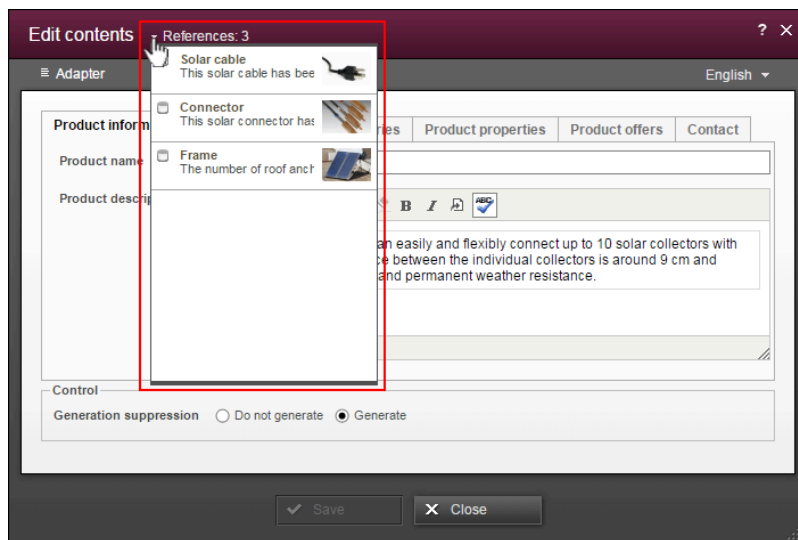 Edit contents References: 3 ? X
Adapter English
Solar cable
This solar cable has bee
Connector
This solar connector has
Frame
The number of roof anch
Product inform ries Product properties Product offers Contact
Product name
Product descrip
B I ABC
an easily and flexibly connect up to 10 solar collectors with
ce between the individual collectors is around 9 cm and
and permanent weather resistance.
Control
Generation suppression Do not generate Generate
Save X Close